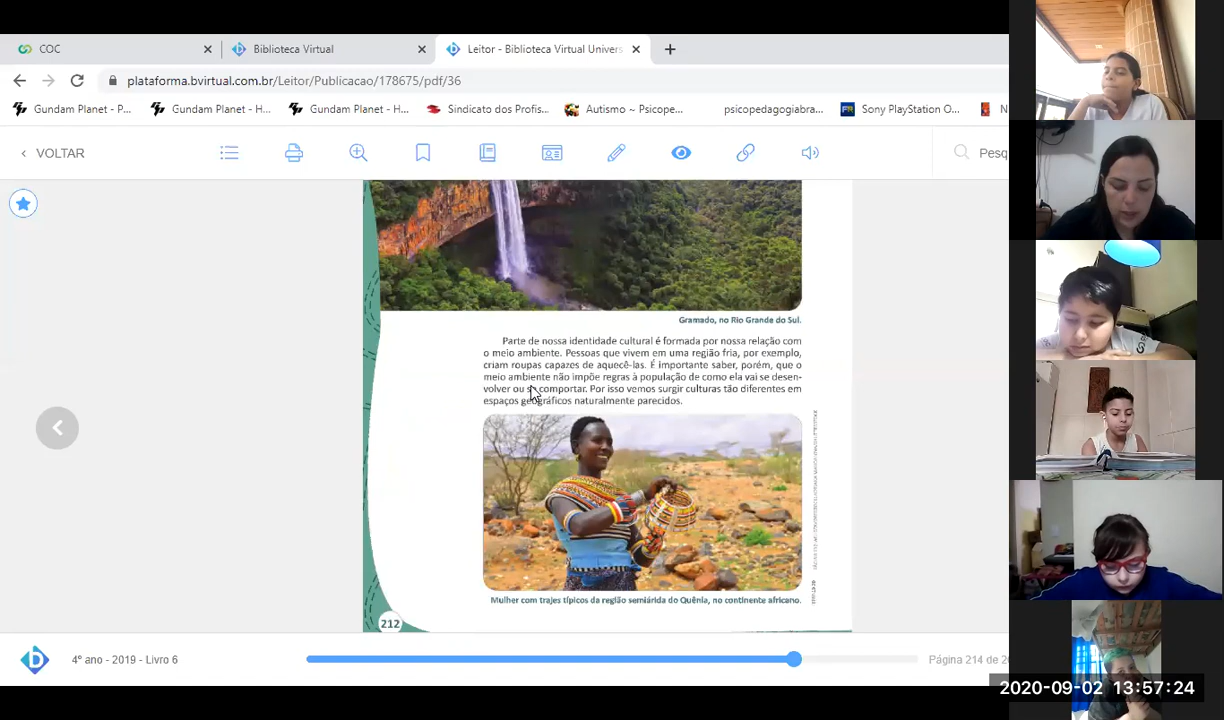 COC
Biblioteca Virtual
Leitor - Biblioteca Virtual Univers
plataforma.bvirtual.com.br/Leitor/Publicacao/178675/pdf/36
Gundam Planet - P...
Gundam Planet - H...
Gundam Planet - H...
Sindicato dos Profis...
Autismo ~ Psicope...
psicopedagogiabra...
Sony PlayStation O...
N
VOLTAR
Pesq
Gramado, no Rio Grande do Sul.
Parte de nossa identidade cultural é formada por nossa relação com
o meio ambiente. Pessoas que vivem em uma região fria, por exemplo,
criam roupas capazes de aquecê-las. É importante saber, porém, que o
meio ambiente não impõe regras à população de como ela vai se desen-
volver ou se comportar. Por isso vemos surgir culturas tão diferentes em
espaços geográficos naturalmente parecidos.
Mulher com trajes típicos da região semiárida do Quênia, no continente africano.
212
4º ano - 2019 - Livro 6
Página 214 de 2
2020-09-02 13:57:24